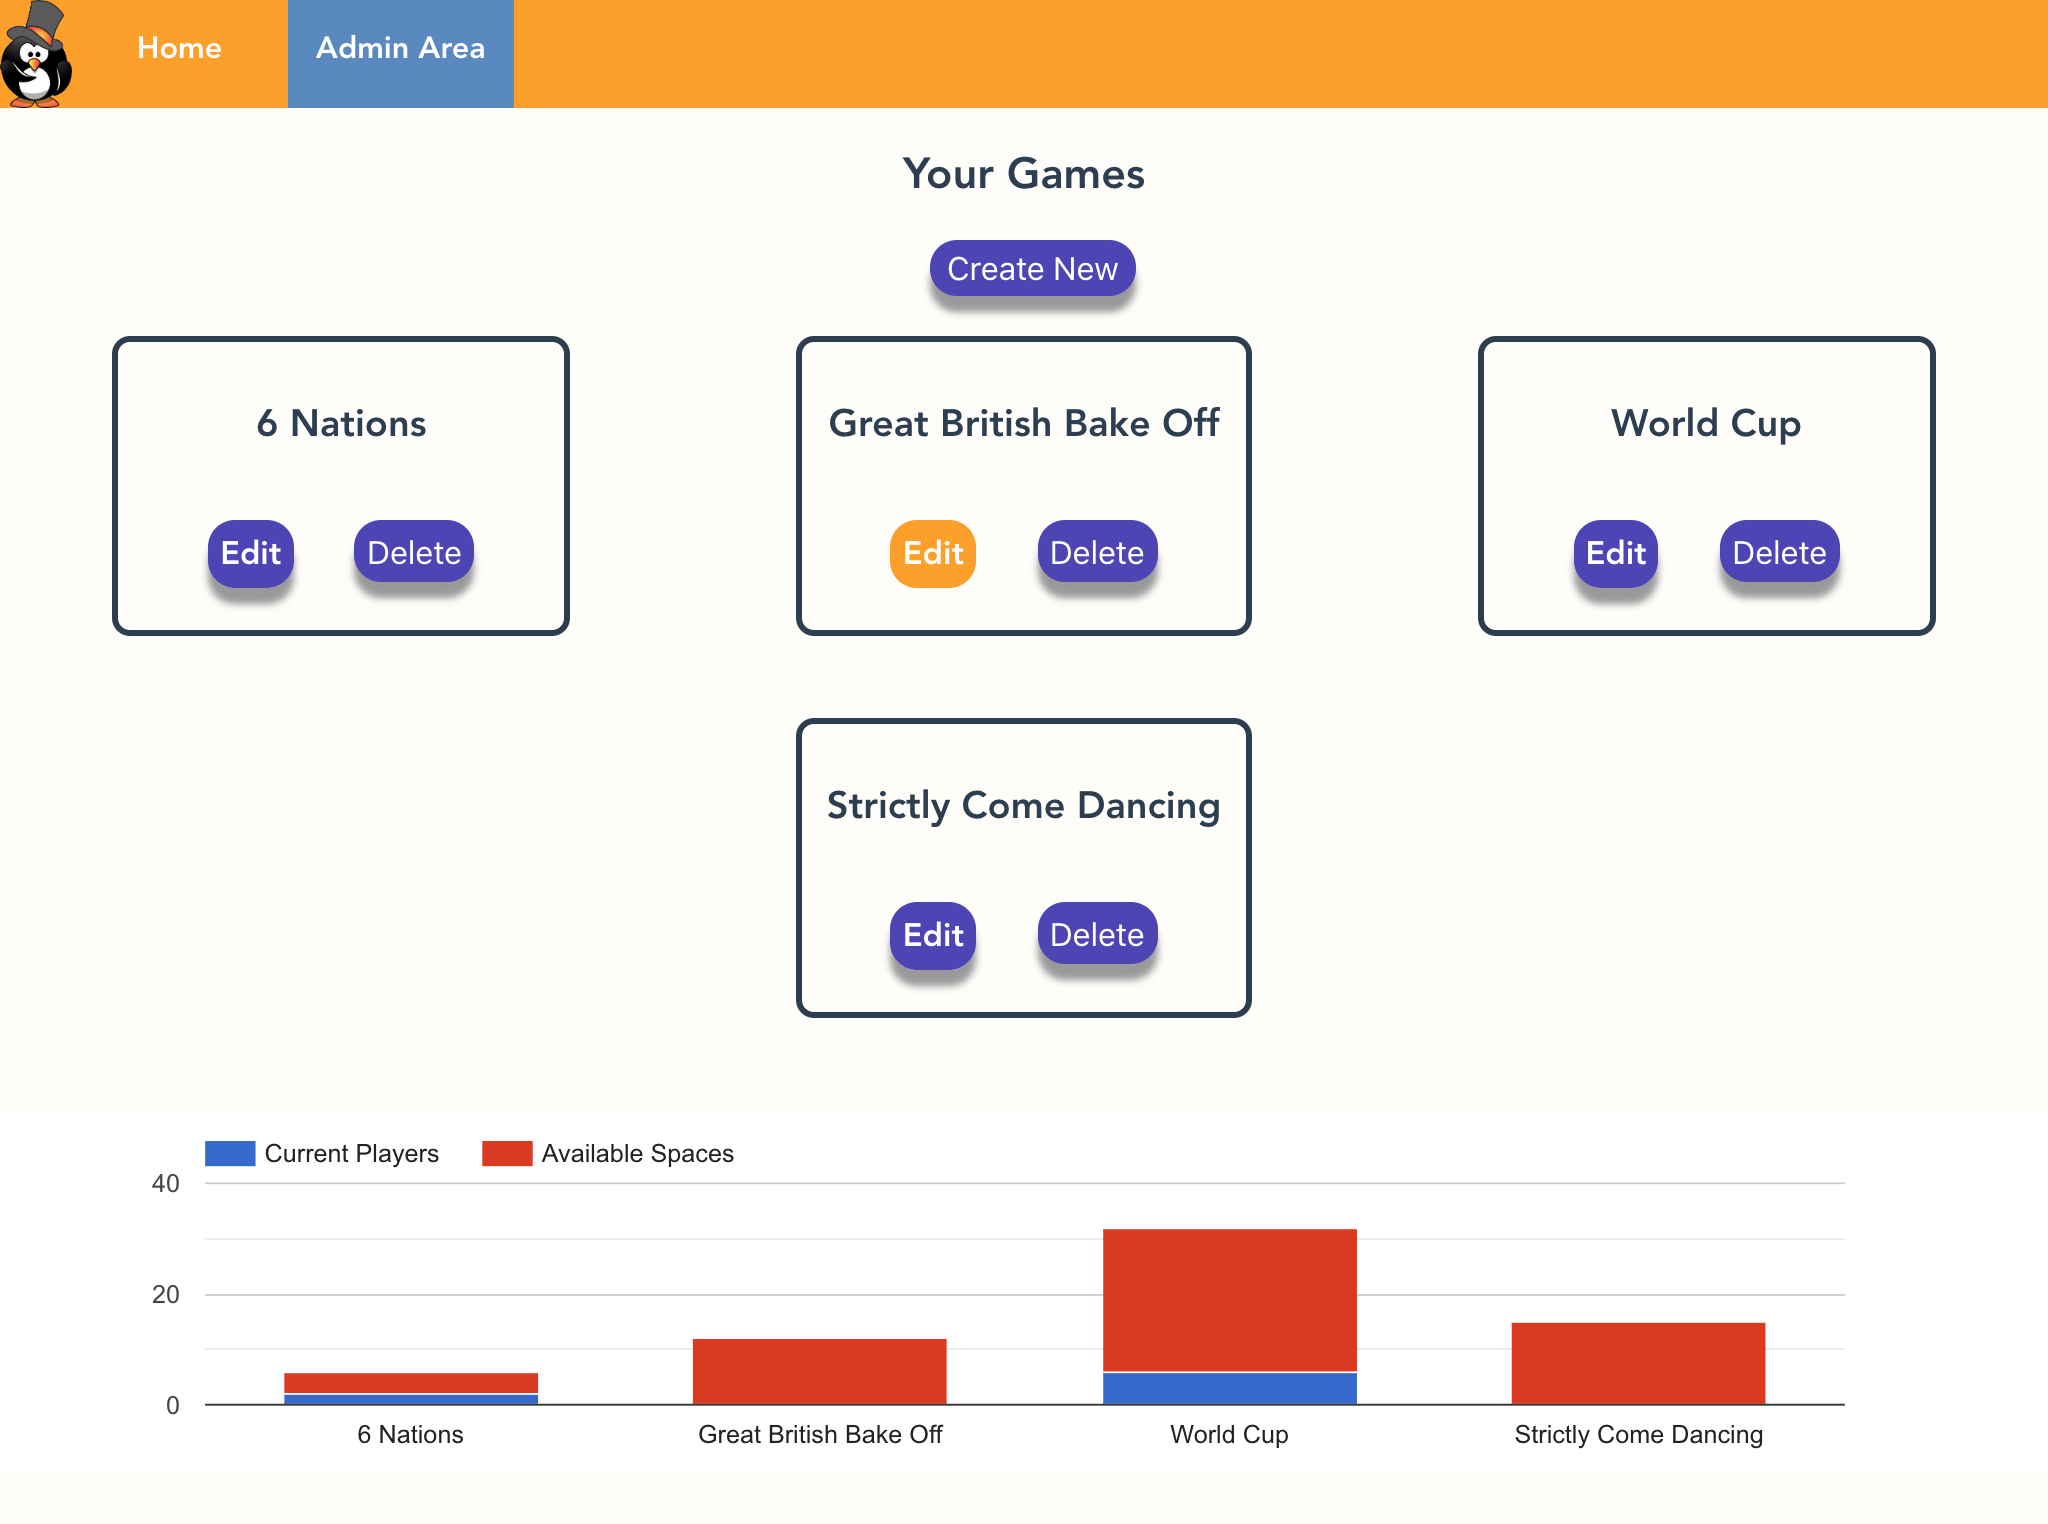 Home Admin Area
Your Games
Create New
6 Nations
Edit Delete
Great British Bake Off
Edit Delete
World Cup
Edit Delete
Strictly Come Dancing
Edit Delete
Current Players Available Spaces
40
20
0
6 Nations Great British Bake Off World Cup Strictly Come Dancing